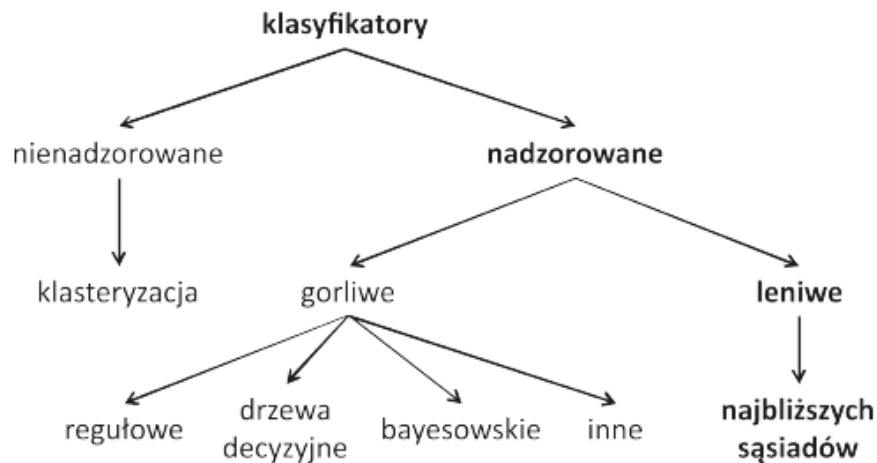 klasyfikatory
nienadzorowane
nadzorowane
klasteryzacja
gorliwe
leniwe
regułowe
drzewa
decyzyjne
bayesowskie
inne
najbliższych
sąsiadów